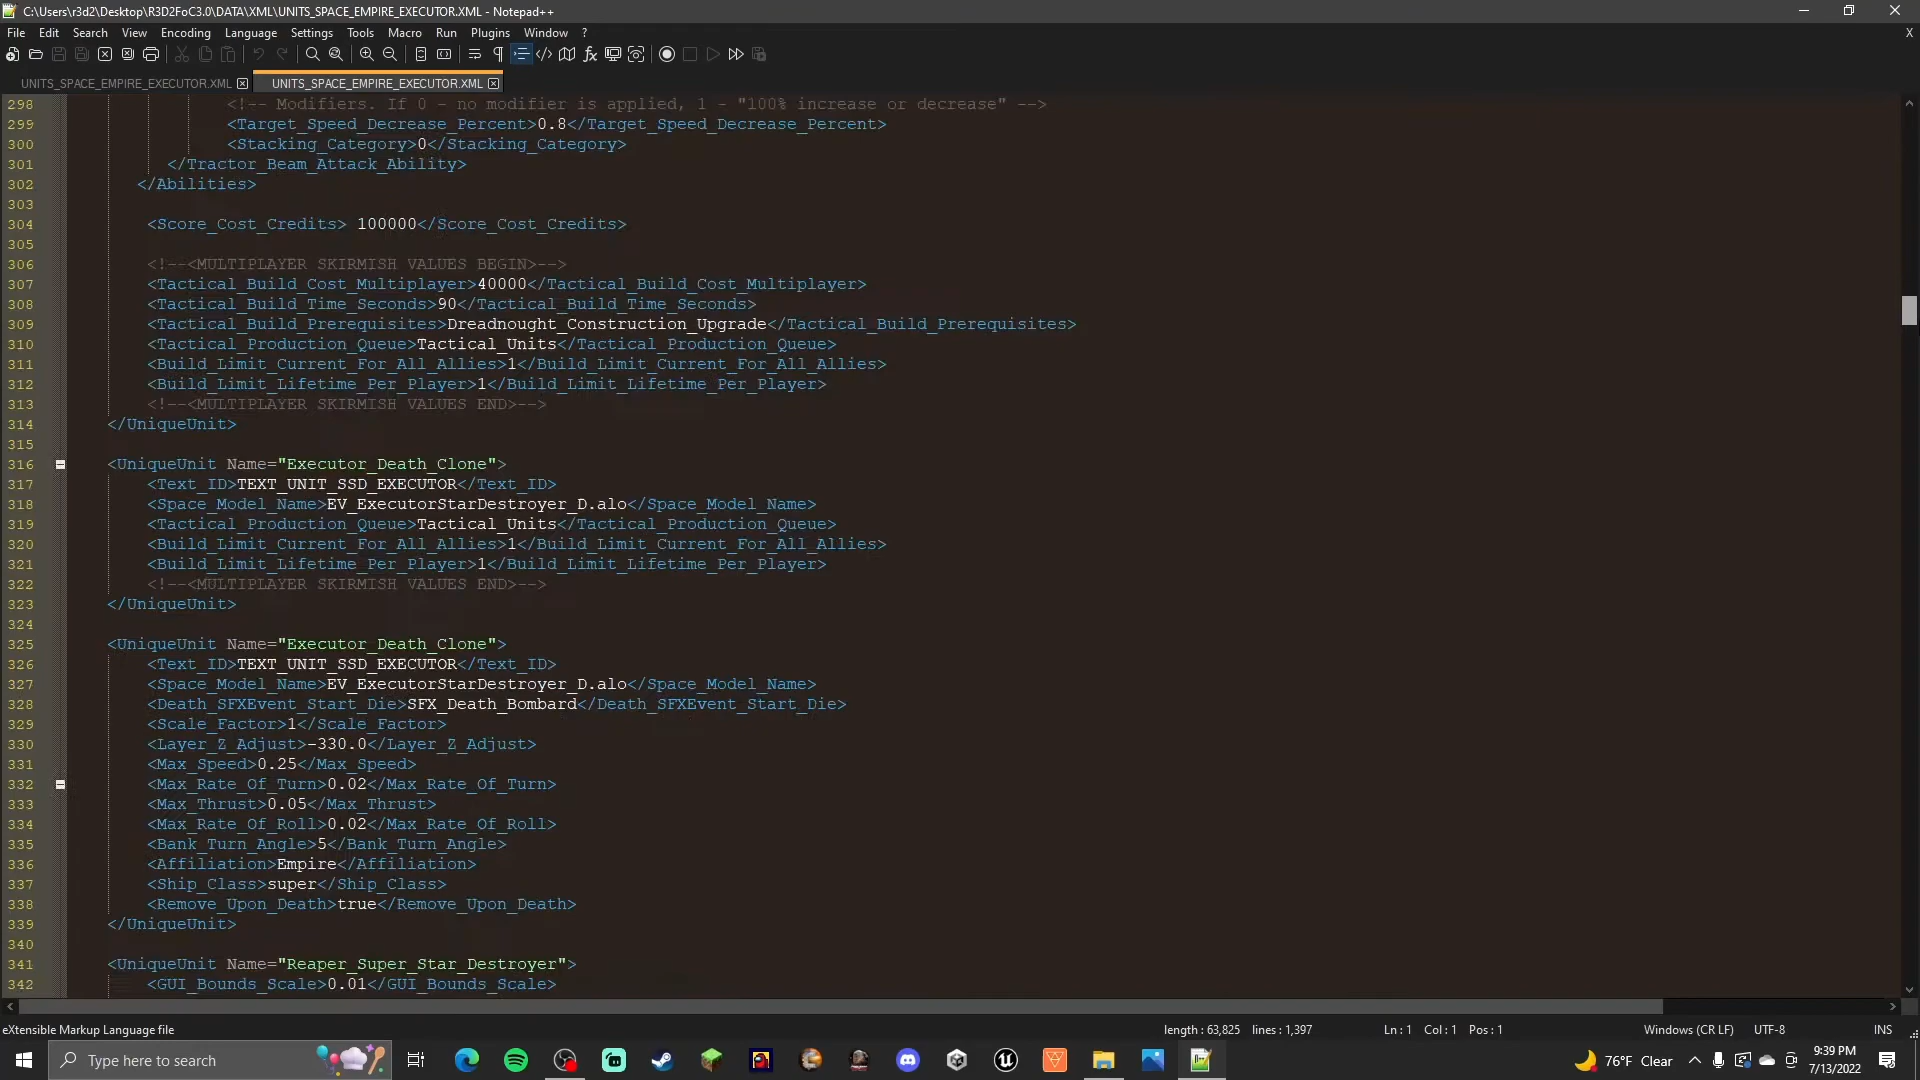 C:\Users\r3d2\Desktop\R3D2FoC3.0\DATA\XML\UNITS_SPACE_EMPIRE_EXECUTOR.XML - Notepad++
File Edit Search View Encoding Language Settings Tools Macro Run Plugins Window ? X
UNITS_SPACE_EMPIRE_EXECUTOR.XML UNITS_SPACE_EMPIRE_EXECUTOR.XML
298 <!-- Modifiers. If 0 - no modifier is applied, 1 - "100% increase or decrease" -->
299 <Target_Speed_Decrease_Percent>0.8</Target_Speed_Decrease_Percent>
300 <Stacking_Category>0</Stacking_Category>
301 </Tractor_Beam_Attack_Ability>
302 </Abilities>
303
304 <Score_Cost_Credits> 100000</Score_Cost_Credits>
305
306 <!--<MULTIPLAYER SKIRMISH VALUES BEGIN>-->
307 <Tactical_Build_Cost_Multiplayer>40000</Tactical_Build_Cost_Multiplayer>
308 <Tactical_Build_Time_Seconds>90</Tactical_Build_Time_Seconds>
309 <Tactical_Build_Prerequisites>Dreadnought_Construction_Upgrade</Tactical_Build_Prerequisites>
310 <Tactical_Production_Queue>Tactical_Units</Tactical_Production_Queue>
311 <Build_Limit_Current_For_All_Allies>1</Build_Limit_Current_For_All_Allies>
312 <Build_Limit_Lifetime_Per_Player>1</Build_Limit_Lifetime_Per_Player>
313 <!--<MULTIPLAYER SKIRMISH VALUES END>-->
314 </UniqueUnit>
315
316 <UniqueUnit Name="Executor_Death_Clone">
317 <Text_ID>TEXT_UNIT_SSD_EXECUTOR</Text_ID>
318 <Space_Model_Name>EV_ExecutorStarDestroyer_D.alo</Space_Model_Name>
319 <Tactical_Production_Queue>Tactical_Units</Tactical_Production_Queue>
320 <Build_Limit_Current_For_All_Allies>1</Build_Limit_Current_For_All_Allies>
321 <Build_Limit_Lifetime_Per_Player>1</Build_Limit_Lifetime_Per_Player>
322 <!--<MULTIPLAYER SKIRMISH VALUES END>-->
323 </UniqueUnit>
324
325 <UniqueUnit Name="Executor_Death_Clone">
326 <Text_ID>TEXT_UNIT_SSD_EXECUTOR</Text_ID>
327 <Space_Model_Name>EV_ExecutorStarDestroyer_D.alo</Space_Model_Name>
328 <Death_SFXEvent_Start_Die>SFX_Death_Bombard</Death_SFXEvent_Start_Die>
329 <Scale_Factor>1</Scale_Factor>
330 <Layer_Z_Adjust>-330.0</Layer_Z_Adjust>
331 <Max_Speed>0.25</Max_Speed>
332 <Max_Rate_Of_Turn>0.02</Max_Rate_Of_Turn>
333 <Max_Thrust>0.05</Max_Thrust>
334 <Max_Rate_Of_Roll>0.02</Max_Rate_Of_Roll>
335 <Bank_Turn_Angle>5</Bank_Turn_Angle>
336 <Affiliation>Empire</Affiliation>
337 <Ship_Class>super</Ship_Class>
338 <Remove_Upon_Death>true</Remove_Upon_Death>
339 </UniqueUnit>
340
341 <UniqueUnit Name="Reaper_Super_Star_Destroyer">
342 <GUI_Bounds_Scale>0.01</GUI_Bounds_Scale>
eXtensible Markup Language file length : 63,825 lines : 1,397 Ln : 1 Col : 1 Pos : 1 Windows (CR LF) UTF-8 INS
Type here to search 76°F Clear 9:39 PM
7/13/2022